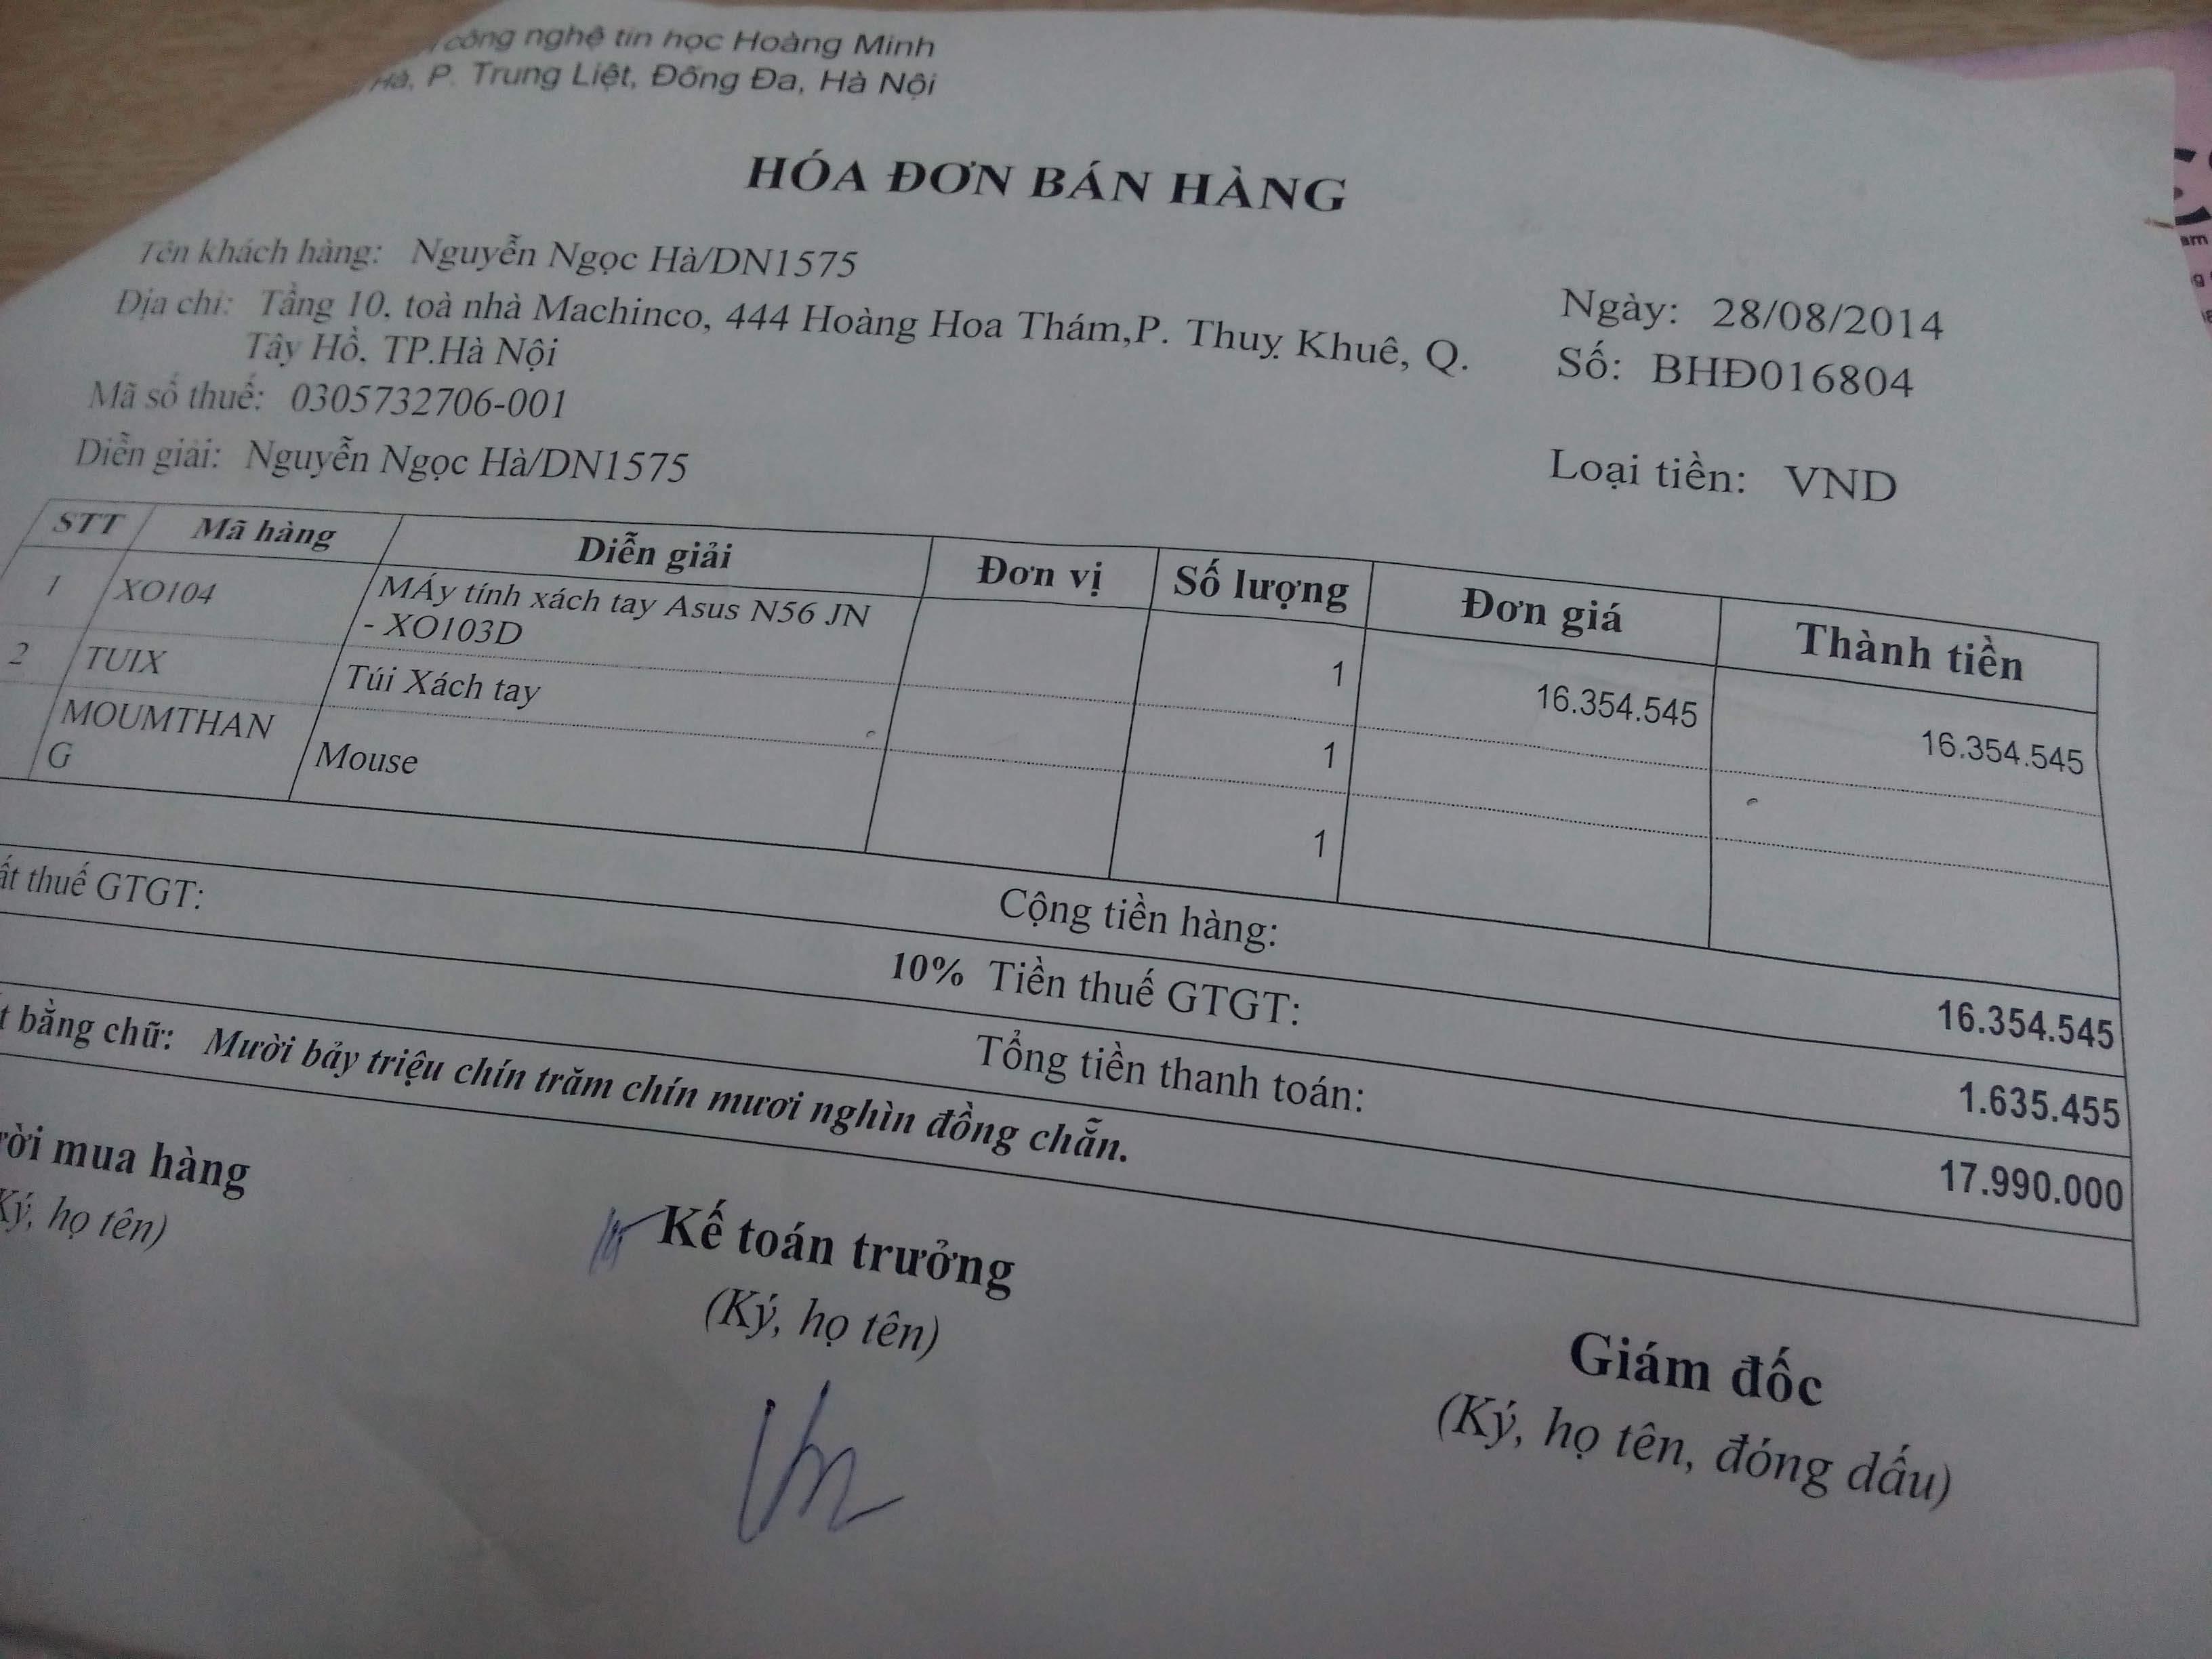 công nghệ tin học Hoàng Minh
Hà, P. Trung Liệt, Đống Đa, Hà Nội
HÓA ĐƠN BÁN HÀNG
Tên khách hàng: Nguyễn Ngọc Hà/DN1575
Địa chỉ: Tầng 10, toà nhà Machinco, 444 Hoàng Hoa Thám,P. Thuỵ Khuê, Q.
Tây Hồ, TP.Hà Nội
Mã số thuế: 0305732706-001
Diễn giải: Nguyễn Ngọc Hà/DN1575
Ngày: 28/08/2014
Số: BHĐ016804
Loại tiền: VND
STT Mã hàng Diễn giải Đơn vị Số lượng Đơn giá Thành tiền
1 XO104 MÁy tính xách tay Asus N56 JN 1 16.354.545 16.354.545
- XO103D
2 TUIX Túi Xách tay 1
MOUMTHAN Mouse 1
G
Cộng tiền hàng: 16.354.545
thuế GTGT: 10% Tiền thuế GTGT: 1.635.455
Tổng tiền thanh toán: 17.990.000
bằng chữ: Mười bảy triệu chín trăm chín mươi nghìn đồng chẵn.
mua hàng Kế toán trưởng Giám đốc
(Ký, họ tên) (Ký, họ tên) (Ký, họ tên, đóng dấu)